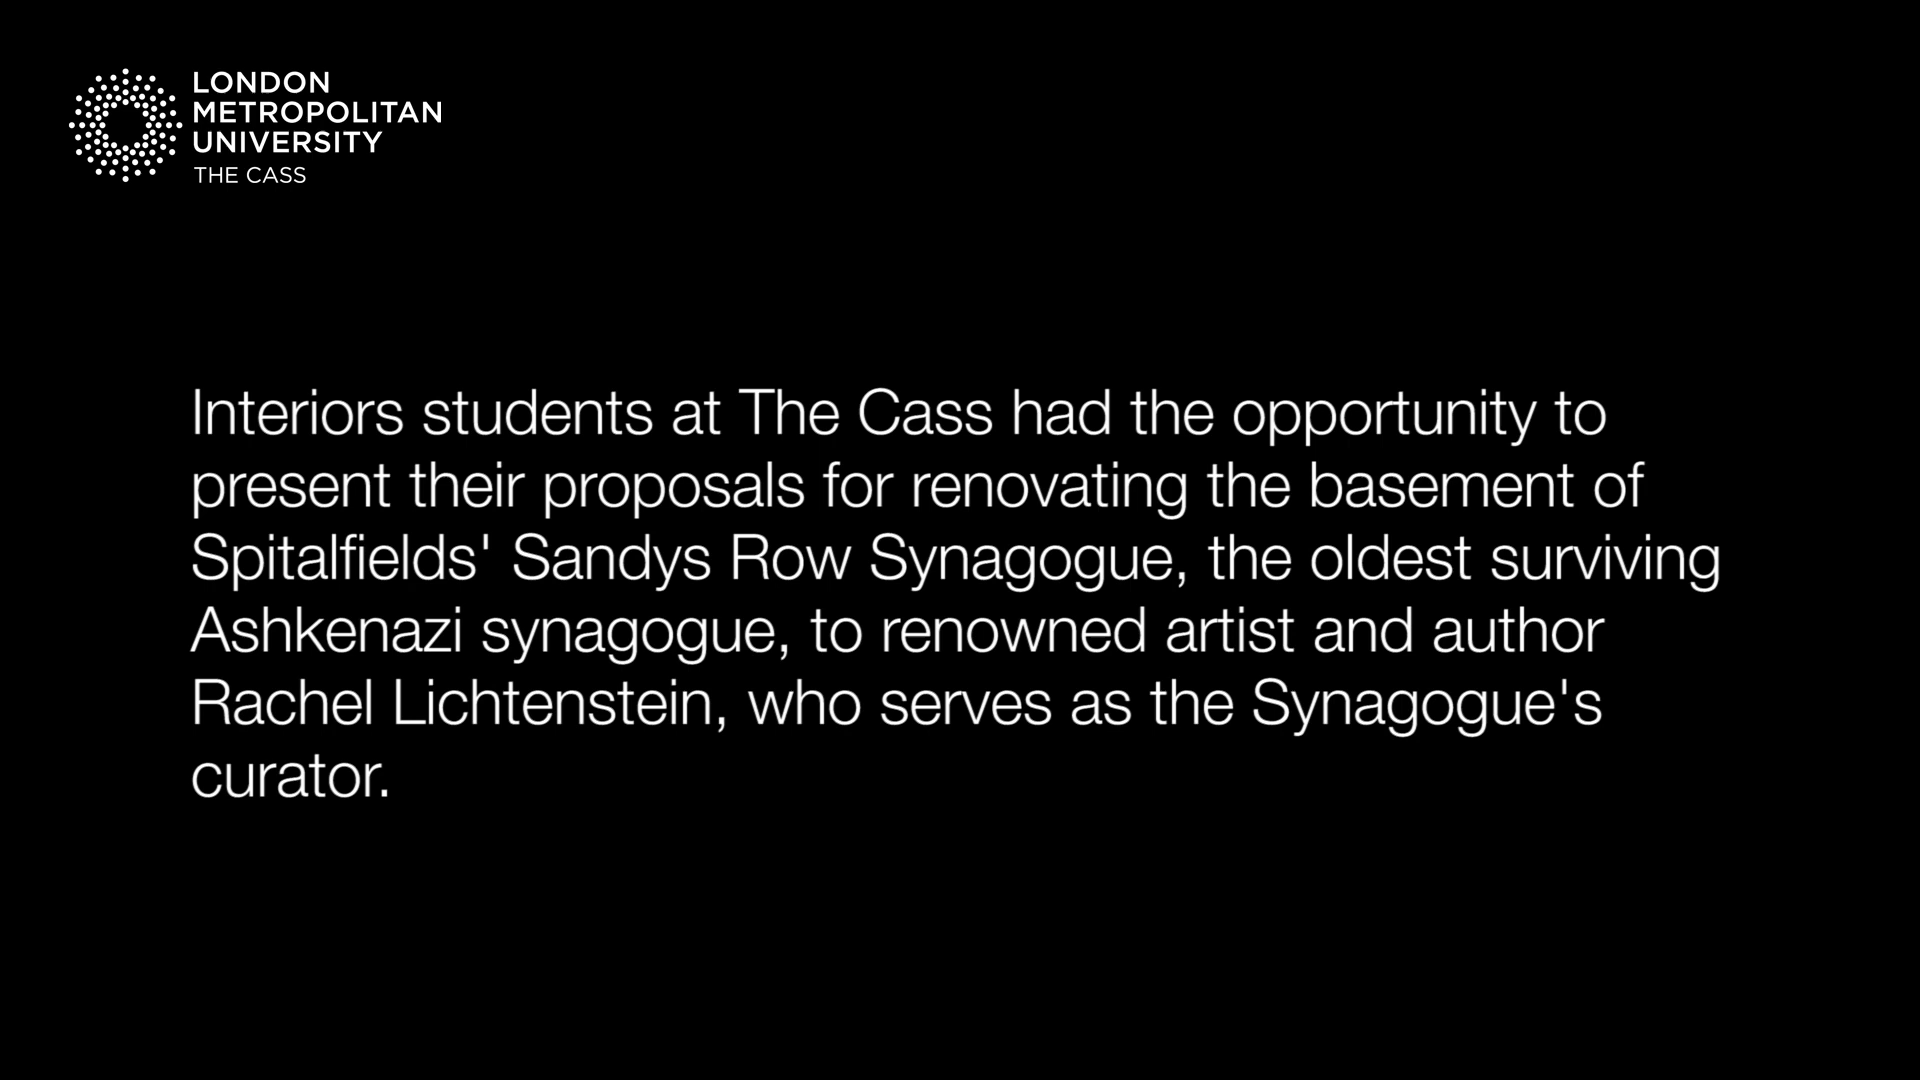 LONDON
METROPOLITAN
UNIVERSITY
THE CASS
Interiors students at The Cass had the opportunity to
present their proposals for renovating the basement of
Spitalfields' Sandys Row Synagogue, the oldest surviving
Ashkenazi synagogue, to renowned artist and author
Rachel Lichtenstein, who serves as the Synagogue's
curator.